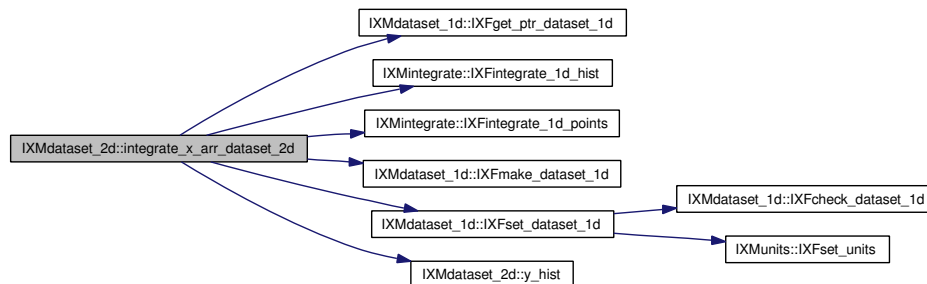 IXMdataset_2d::integrate_x_arr_dataset_2d
IXMdataset_1d::IXFget_ptr_dataset_1d
IXMintegrate::IXFintegrate_1d_hist
IXMintegrate::IXFintegrate_1d_points
IXMdataset_1d::IXFmake_dataset_1d
IXMdataset_1d::IXFset_dataset_1d
IXMdataset_2d::y_hist
IXMdataset_1d::IXFcheck_dataset_1d
IXMunits::IXFset_units